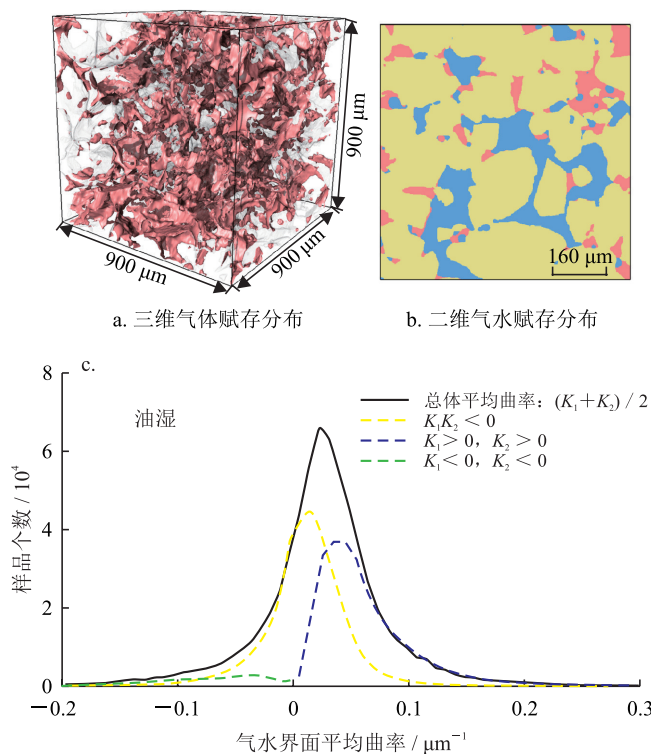 900 μm
900 μm
900 μm
160 μm
a. 三维气体赋存分布
b. 二维气水赋存分布
c.
油湿
总体平均曲率：(K₁＋K₂) / 2
K₁K₂＜0
K₁＞0，K₂＞0
K₁＜0，K₂＜0
样品个数 / 10⁴
8
6
4
2
0
−0.2
−0.1
0
0.1
0.2
0.3
气水界面平均曲率 / μm⁻¹